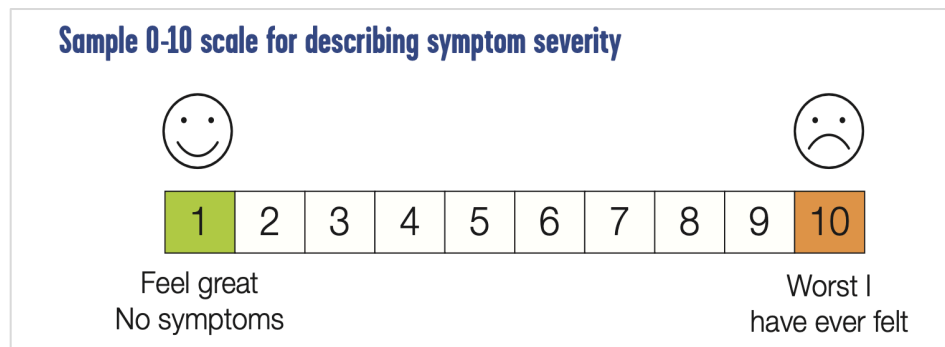 Sample 0-10 scale for describing symptom severity
1 2 3 4 5 6 7 8 9 10
Feel great
No symptoms
Worst I
have ever felt